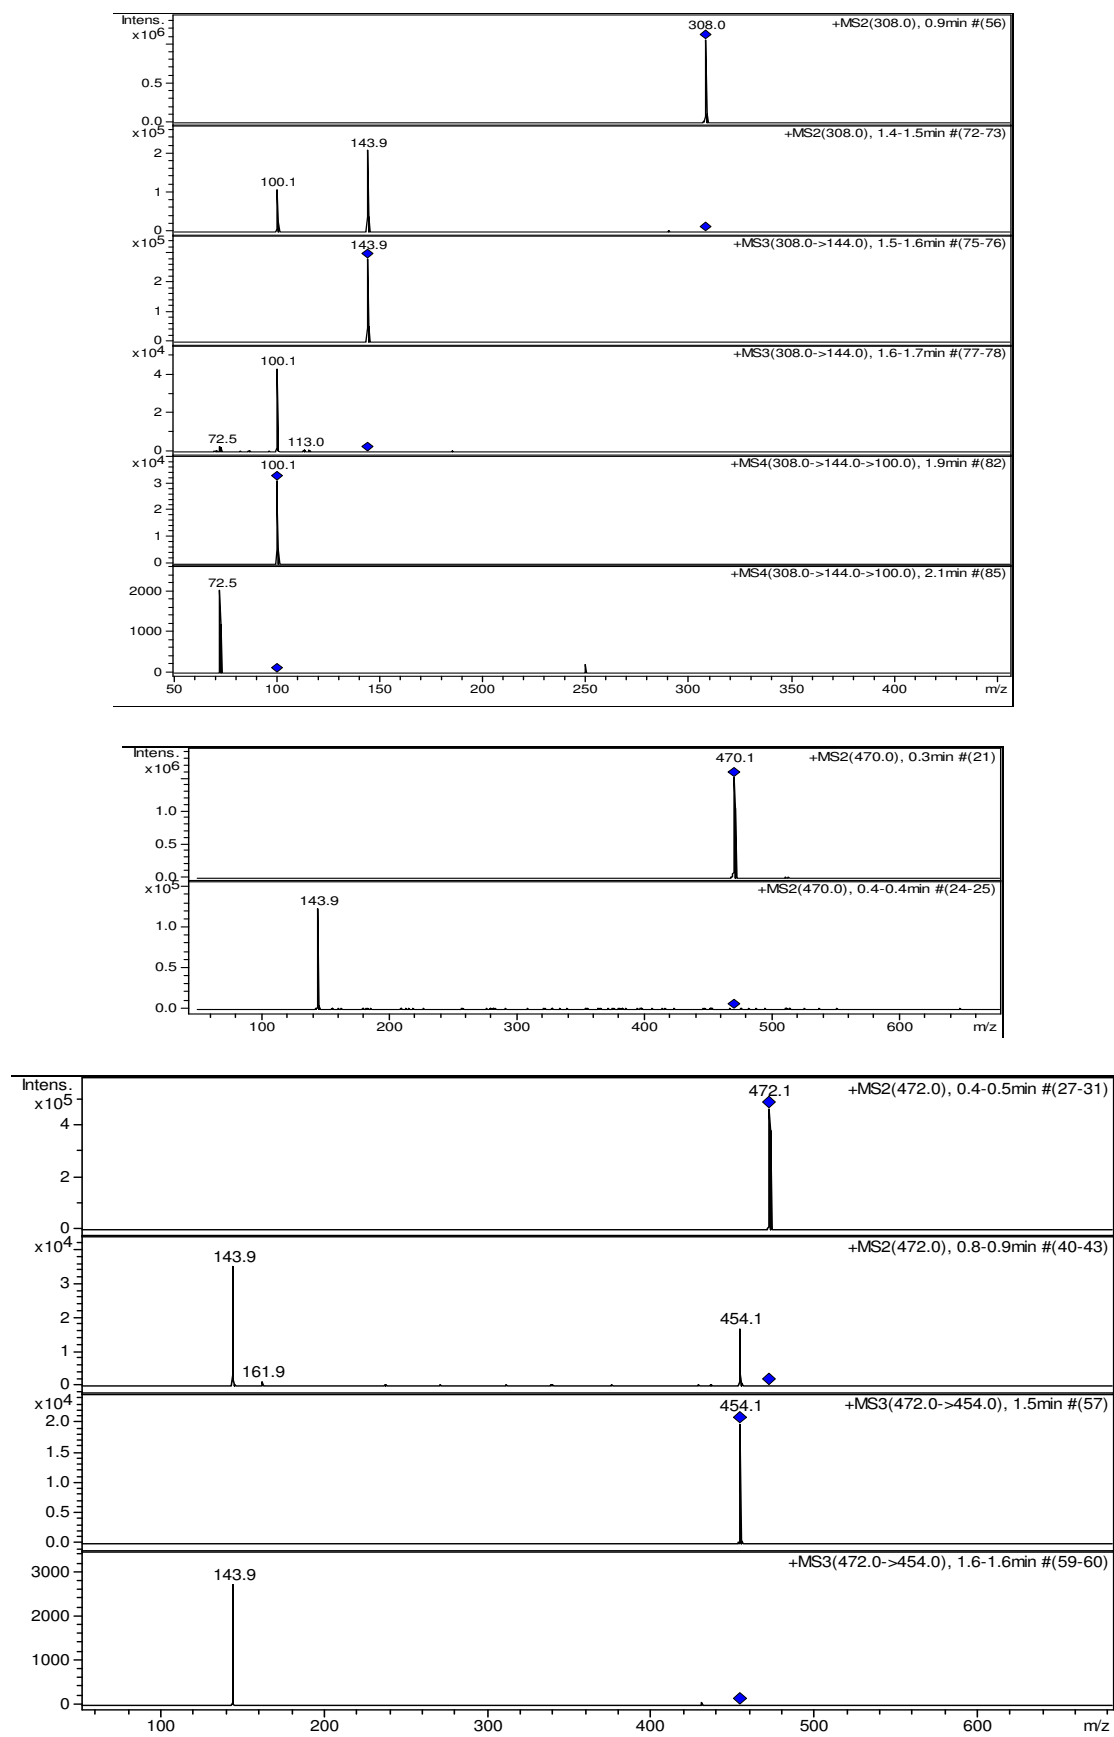 Intens.
x10^6
308.0
+MS2(308.0), 0.9min #(56)
0.5
0.0
x10^5
+MS2(308.0), 1.4-1.5min #(72-73)
143.9
2
100.1
1
0
x10^5
143.9
+MS3(308.0->144.0), 1.5-1.6min #(75-76)
2
1
0
x10^4
+MS3(308.0->144.0), 1.6-1.7min #(77-78)
100.1
4
2
72.5
113.0
0
x10^4
100.1
+MS4(308.0->144.0->100.0), 1.9min #(82)
3
2
1
0
+MS4(308.0->144.0->100.0), 2.1min #(85)
72.5
2000
1000
0
50 100 150 200 250 300 350 400 m/z
Intens.
x10^6
470.1
+MS2(470.0), 0.3min #(21)
1.0
0.5
0.0
x10^5
+MS2(470.0), 0.4-0.4min #(24-25)
143.9
1.0
0.5
0.0
100 200 300 400 500 600 m/z
Intens.
x10^5
472.1
+MS2(472.0), 0.4-0.5min #(27-31)
4
2
0
x10^4
+MS2(472.0), 0.8-0.9min #(40-43)
143.9
3
2
454.1
1
161.9
0
x10^4
454.1
+MS3(472.0->454.0), 1.5min #(57)
2.0
1.5
1.0
0.5
0.0
+MS3(472.0->454.0), 1.6-1.6min #(59-60)
3000
143.9
2000
1000
0
100 200 300 400 500 600 m/z